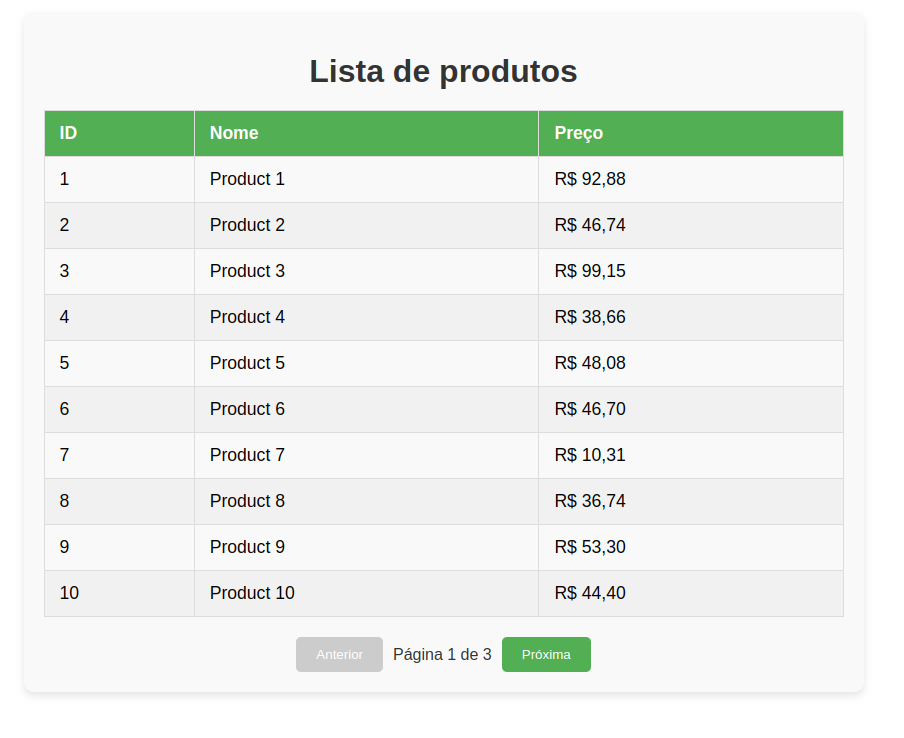 Lista de produtos
ID Nome Preço
1 Product 1 R$ 92,88
2 Product 2 R$ 46,74
3 Product 3 R$ 99,15
4 Product 4 R$ 38,66
5 Product 5 R$ 48,08
6 Product 6 R$ 46,70
7 Product 7 R$ 10,31
8 Product 8 R$ 36,74
9 Product 9 R$ 53,30
10 Product 10 R$ 44,40
Anterior Página 1 de 3 Próxima